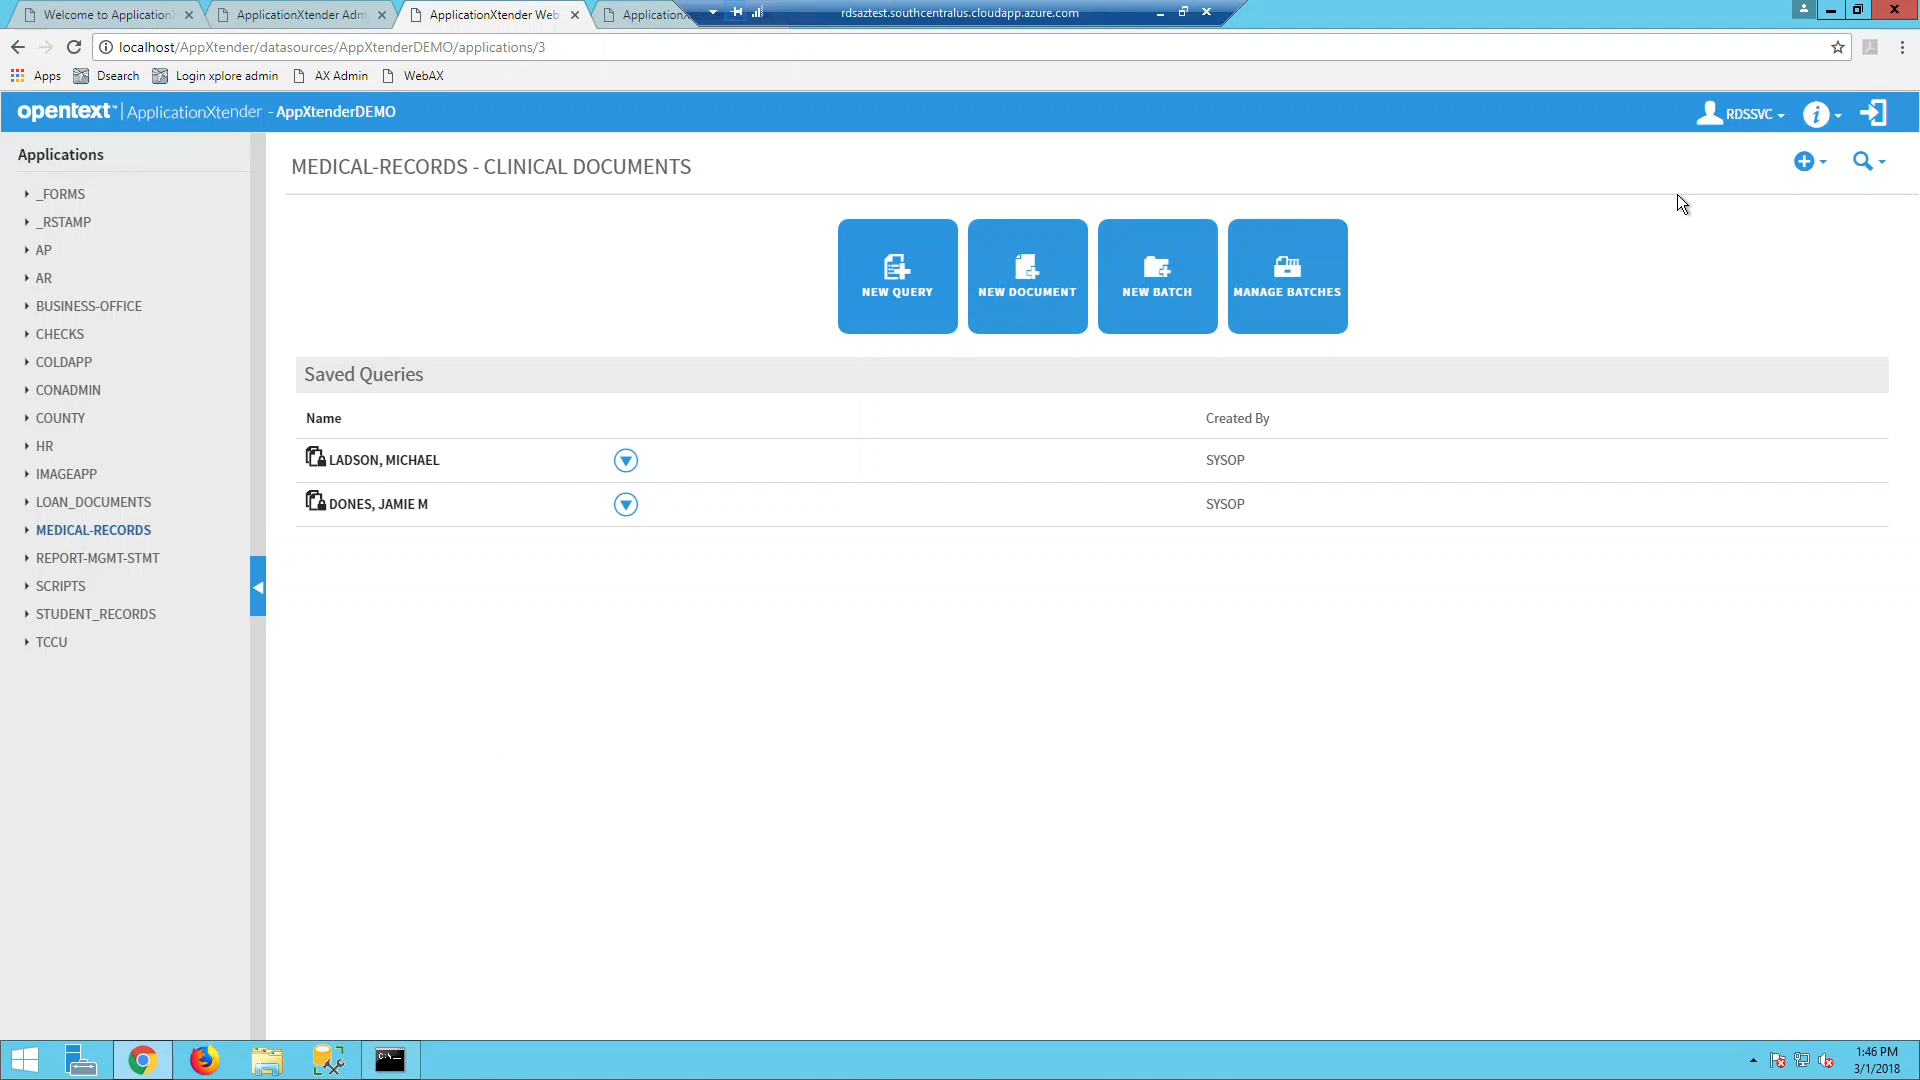 Welcome to Application
ApplicationXtender Adm
ApplicationXtender Web
Application
rdsaztest.southcentralus.cloudapp.azure.com
localhost/AppXtender/datasources/AppXtenderDEMO/applications/3
Apps
Dsearch
Login xplore admin
AX Admin
WebAX
opentext™ | ApplicationXtender - AppXtenderDEMO
RDSSVC
Applications
_FORMS
_RSTAMP
AP
AR
BUSINESS-OFFICE
CHECKS
COLDAPP
CONADMIN
COUNTY
HR
IMAGEAPP
LOAN_DOCUMENTS
MEDICAL-RECORDS
REPORT-MGMT-STMT
SCRIPTS
STUDENT_RECORDS
TCCU
MEDICAL-RECORDS - CLINICAL DOCUMENTS
NEW QUERY
NEW DOCUMENT
NEW BATCH
MANAGE BATCHES
Saved Queries
Name Created By
LADSON, MICHAEL SYSOP
DONES, JAMIE M SYSOP
C:\_
1:46 PM
3/1/2018